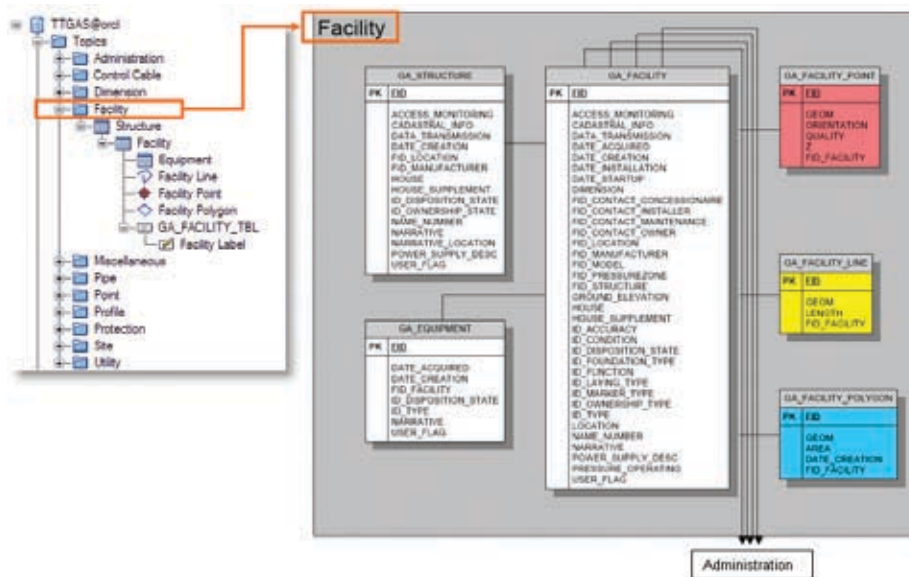 TTGAS@orcl
Topics
Administration
Control Cable
Dimension
Facility
Structure
Facility
Equipment
Facility Line
Facility Point
Facility Polygon
GA_FACILITY_TBL
Facility Label
Miscellaneous
Pipe
Point
Profile
Protection
Site
Utility
Facility
GA_STRUCTURE
PK FID
ACCESS_MONITORING
CADASTRAL_INFO
DATA_TRANSMISSION
DATE_CREATION
FID_LOCATION
FID_MANUFACTURER
HOUSE
HOUSE_SUPPLEMENT
ID_DISPOSITION_STATE
ID_OWNERSHIP_STATE
NAME_NUMBER
NARRATIVE
NARRATIVE_LOCATION
POWER_SUPPLY_DESC
USER_FLAG
GA_EQUIPMENT
PK FID
DATE_ACQUIRED
DATE_CREATION
FID_FACILITY
ID_DISPOSITION_STATE
ID_TYPE
NARRATIVE
USER_FLAG
GA_FACILITY
PK FID
ACCESS_MONITORING
CADASTRAL_INFO
DATA_TRANSMISSION
DATE_ACQUIRED
DATE_CREATION
DATE_INSTALLATION
DATE_STARTUP
DIMENSION
FID_CONTACT_CONCESSIONAIRE
FID_CONTACT_INSTALLER
FID_CONTACT_MAINTENANCE
FID_CONTACT_OWNER
FID_LOCATION
FID_MANUFACTURER
FID_MODEL
FID_PRESSUREZONE
FID_STRUCTURE
GROUND_ELEVATION
HOUSE
HOUSE_SUPPLEMENT
ID_ACCURACY
ID_CONDITION
ID_DISPOSITION_STATE
ID_FOUNDATION_TYPE
ID_FUNCTION
ID_LAYING_TYPE
ID_MARKER_TYPE
ID_OWNERSHIP_TYPE
ID_TYPE
LOCATION
NAME_NUMBER
NARRATIVE
POWER_SUPPLY_DESC
PRESSURE_OPERATING
USER_FLAG
GA_FACILITY_POINT
PK FID
GEOM
ORIENTATION
QUALITY
Z
FID_FACILITY
GA_FACILITY_LINE
PK FID
GEOM
LENGTH
FID_FACILITY
GA_FACILITY_POLYGON
PK FID
GEOM
AREA
DATE_CREATION
FID_FACILITY
Administration